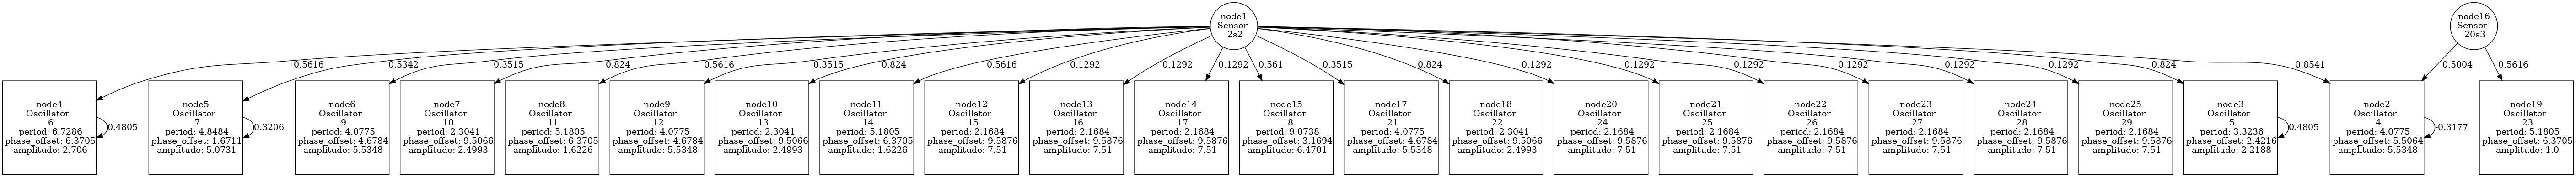 node1
Sensor
2s2
node16
Sensor
20s3
-0.5616
0.5342
-0.3515
0.824
-0.5616
-0.3515
0.824
-0.5616
-0.1292
-0.1292
-0.1292
-0.561
-0.3515
0.824
-0.1292
-0.1292
-0.1292
-0.1292
-0.1292
-0.1292
0.824
0.8541
-0.5004
-0.5616
node4
Oscillator
6
period: 6.7286
phase_offset: 6.3705
amplitude: 2.706
0.4805
node5
Oscillator
7
period: 4.8484
phase_offset: 1.6711
amplitude: 5.0731
0.3206
node6
Oscillator
9
period: 4.0775
phase_offset: 4.6784
amplitude: 5.5348
node7
Oscillator
10
period: 2.3041
phase_offset: 9.5066
amplitude: 2.4993
node8
Oscillator
11
period: 5.1805
phase_offset: 6.3705
amplitude: 1.6226
node9
Oscillator
12
period: 4.0775
phase_offset: 4.6784
amplitude: 5.5348
node10
Oscillator
13
period: 2.3041
phase_offset: 9.5066
amplitude: 2.4993
node11
Oscillator
14
period: 5.1805
phase_offset: 6.3705
amplitude: 1.6226
node12
Oscillator
15
period: 2.1684
phase_offset: 9.5876
amplitude: 7.51
node13
Oscillator
16
period: 2.1684
phase_offset: 9.5876
amplitude: 7.51
node14
Oscillator
17
period: 2.1684
phase_offset: 9.5876
amplitude: 7.51
node15
Oscillator
18
period: 9.0738
phase_offset: 3.1694
amplitude: 6.4701
node17
Oscillator
21
period: 4.0775
phase_offset: 4.6784
amplitude: 5.5348
node18
Oscillator
22
period: 2.3041
phase_offset: 9.5066
amplitude: 2.4993
node20
Oscillator
24
period: 2.1684
phase_offset: 9.5876
amplitude: 7.51
node21
Oscillator
25
period: 2.1684
phase_offset: 9.5876
amplitude: 7.51
node22
Oscillator
26
period: 2.1684
phase_offset: 9.5876
amplitude: 7.51
node23
Oscillator
27
period: 2.1684
phase_offset: 9.5876
amplitude: 7.51
node24
Oscillator
28
period: 2.1684
phase_offset: 9.5876
amplitude: 7.51
node25
Oscillator
29
period: 2.1684
phase_offset: 9.5876
amplitude: 7.51
node3
Oscillator
5
period: 3.3236
phase_offset: 2.4216
amplitude: 2.2188
0.4805
node2
Oscillator
4
period: 4.0775
phase_offset: 5.5064
amplitude: 5.5348
-0.3177
node19
Oscillator
23
period: 5.1805
phase_offset: 6.3705
amplitude: 1.0